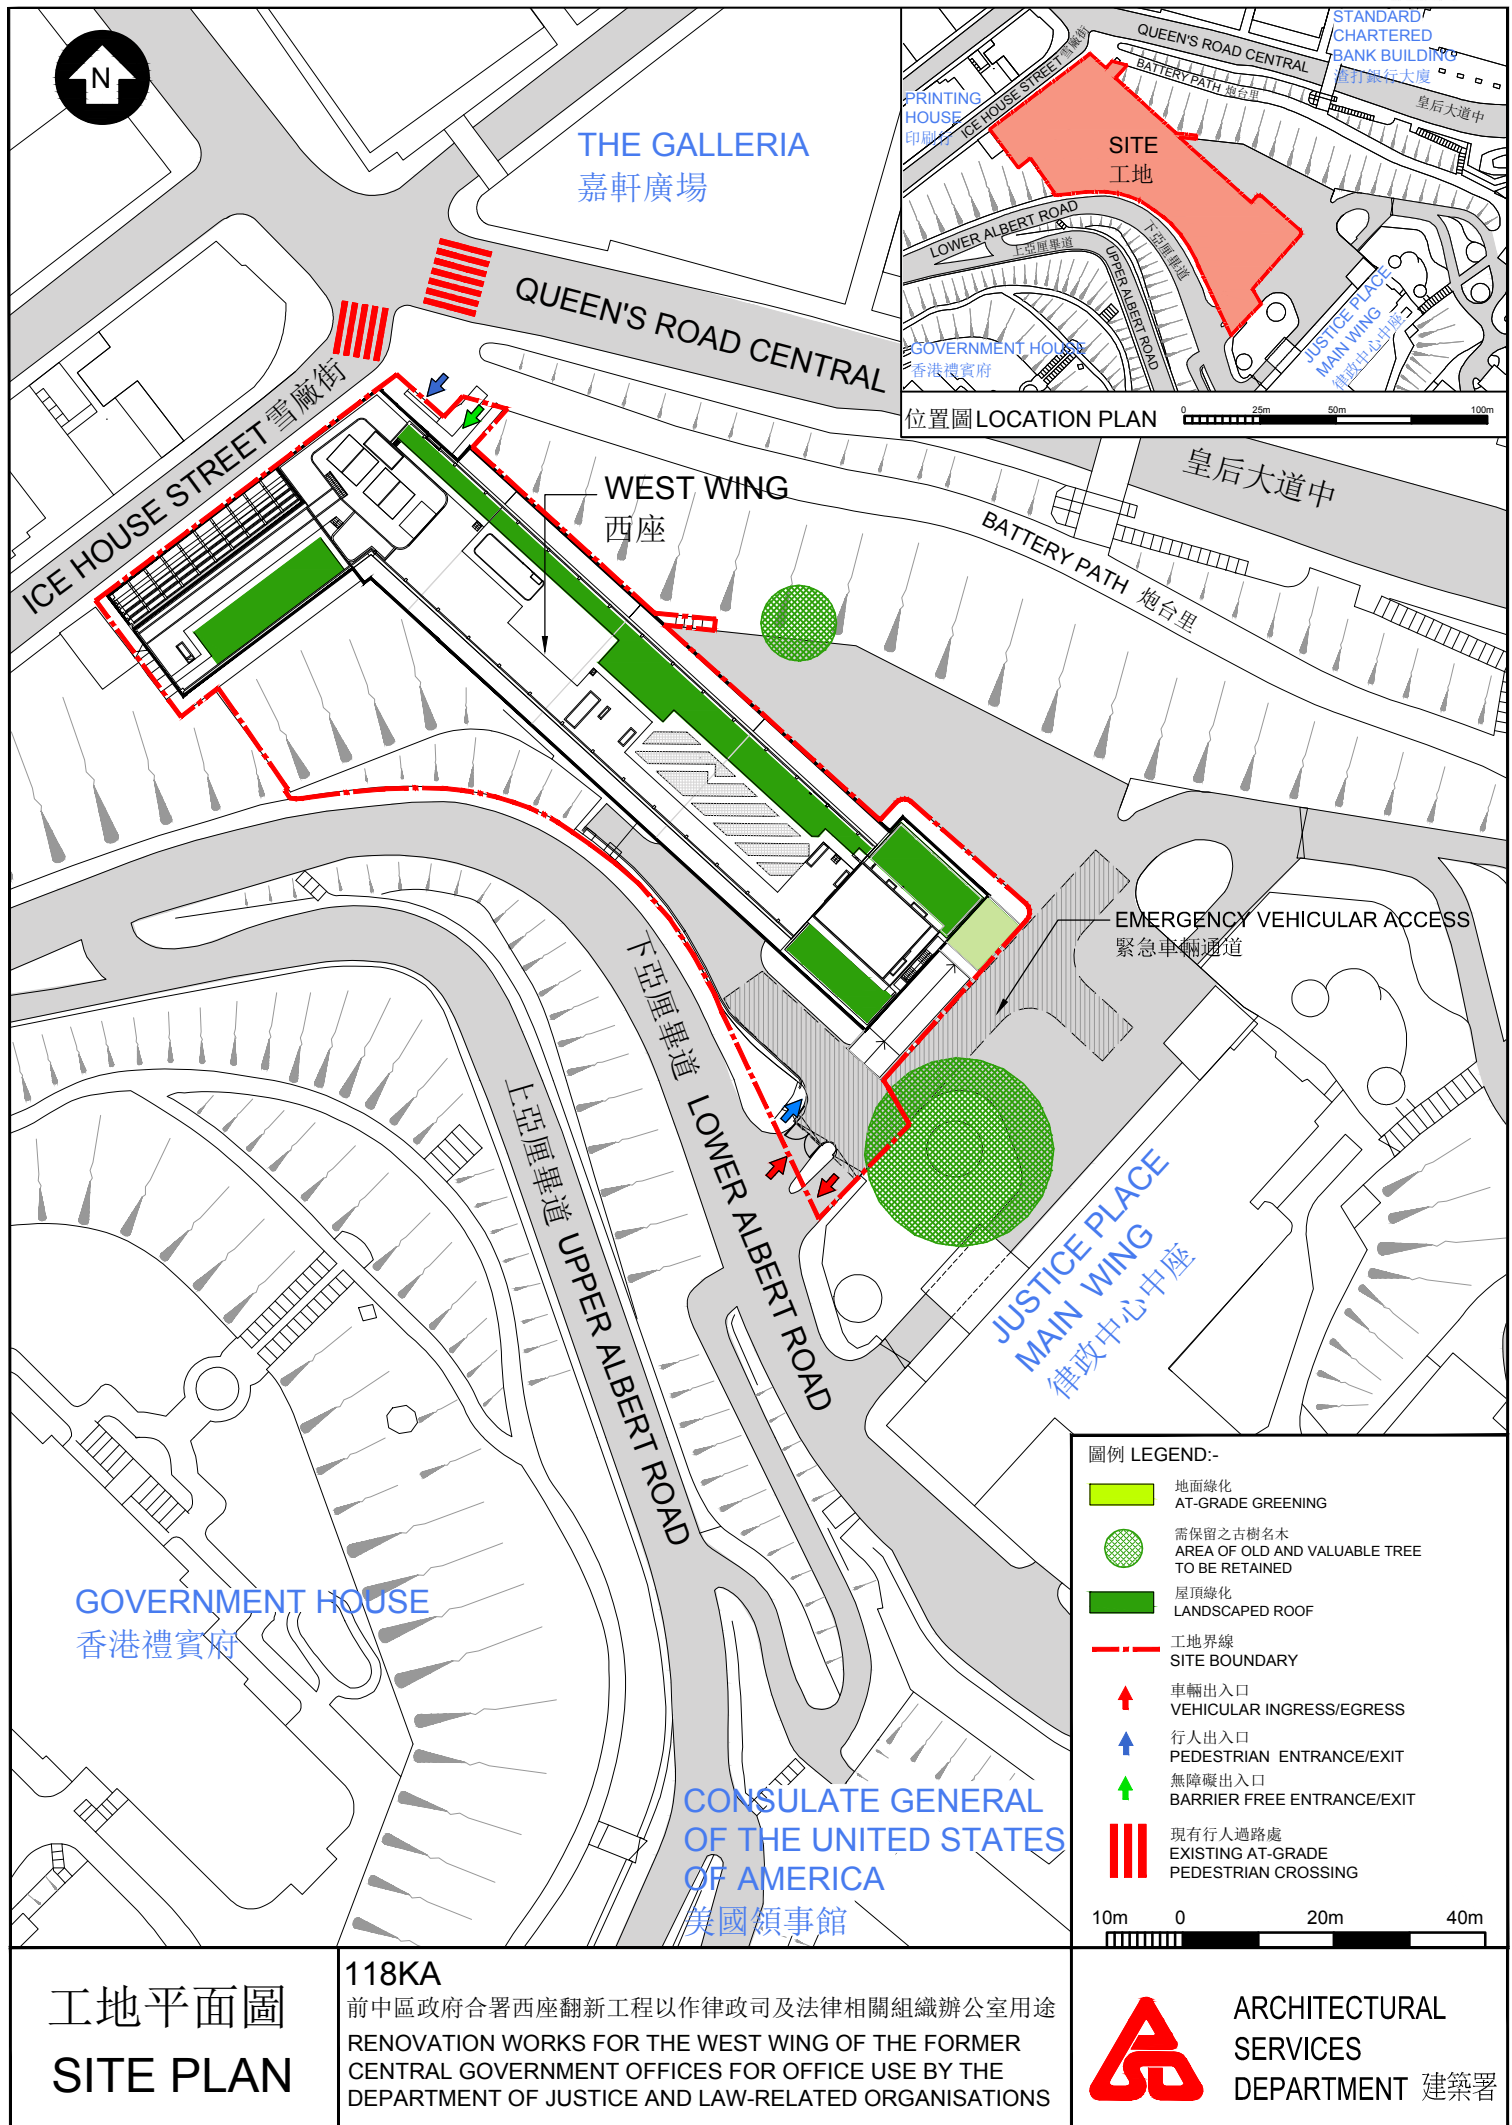 N
THE GALLERIA
嘉軒廣場
QUEEN'S ROAD CENTRAL
皇后大道中
ICE HOUSE STREET 雪廠街
WEST WING
西座
BATTERY PATH 炮台里
EMERGENCY VEHICULAR ACCESS
緊急車輛通道
下亞厘畢道 LOWER ALBERT ROAD
上亞厘畢道 UPPER ALBERT ROAD
JUSTICE PLACE
MAIN WING
律政中心中座
GOVERNMENT HOUSE
香港禮賓府
CONSULATE GENERAL
OF THE UNITED STATES
OF AMERICA
美國領事館
STANDARD
CHARTERED
BANK BUILDING
渣打銀行大廈
QUEEN'S ROAD CENTRAL
皇后大道中
BATTERY PATH 炮台里
ICE HOUSE STREET 雪廠街
PRINTING
HOUSE
印刷行
SITE
工地
LOWER ALBERT ROAD
下亞厘畢道
上亞厘畢道
UPPER ALBERT ROAD
GOVERNMENT HOUSE
香港禮賓府
JUSTICE PLACE
MAIN WING
律政中心中座
位置圖 LOCATION PLAN
0 25m 50m 100m
圖例 LEGEND:-
地面綠化
AT-GRADE GREENING
需保留之古樹名木
AREA OF OLD AND VALUABLE TREE
TO BE RETAINED
屋頂綠化
LANDSCAPED ROOF
工地界線
SITE BOUNDARY
車輛出入口
VEHICULAR INGRESS/EGRESS
行人出入口
PEDESTRIAN ENTRANCE/EXIT
無障礙出入口
BARRIER FREE ENTRANCE/EXIT
現有行人過路處
EXISTING AT-GRADE
PEDESTRIAN CROSSING
10m 0 20m 40m
工地平面圖
SITE PLAN
118KA
前中區政府合署西座翻新工程以作律政司及法律相關組織辦公室用途
RENOVATION WORKS FOR THE WEST WING OF THE FORMER
CENTRAL GOVERNMENT OFFICES FOR OFFICE USE BY THE
DEPARTMENT OF JUSTICE AND LAW-RELATED ORGANISATIONS
ARCHITECTURAL
SERVICES
DEPARTMENT 建築署